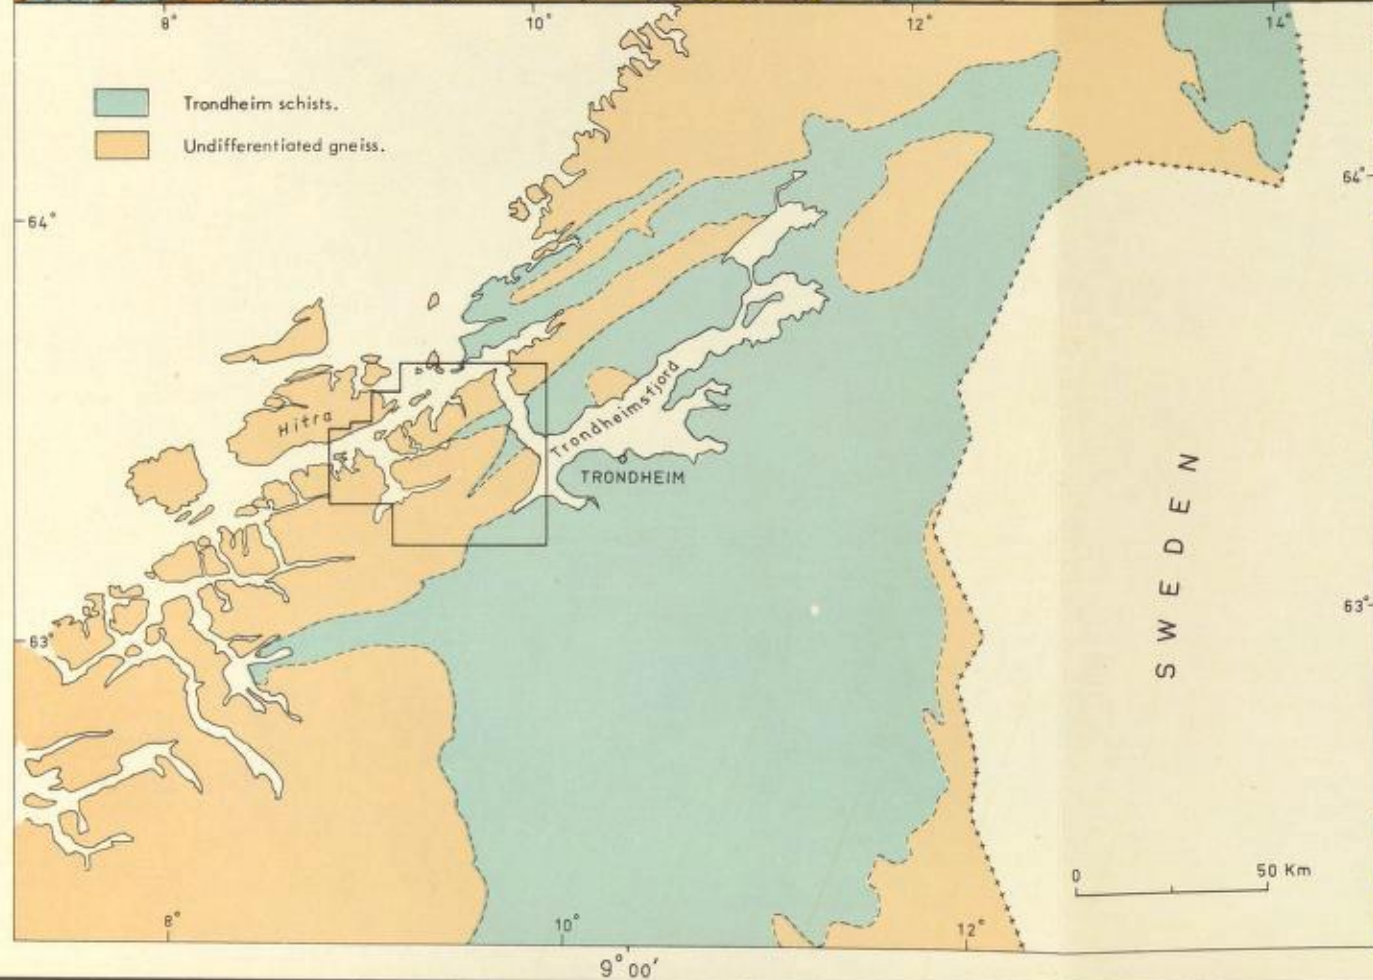 8° 10° 12° 14°
Trondheim schists.
Undifferentiated gneiss.
64°
64°
Hitra
Trondheimsfjord
TRONDHEIM
SWEDEN
63°
63°
0 50 Km
8° 10° 12°
9°00'